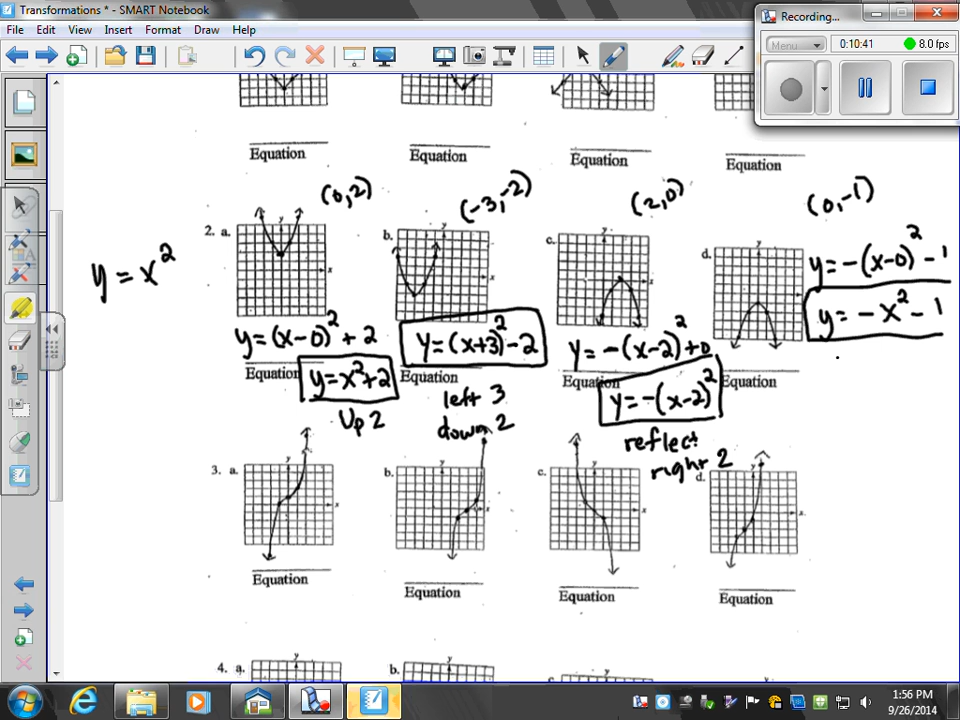 Transformations * - SMART Notebook
File Edit View Insert Format Draw Help
Recording...
Menu
0:10:41
8.0 fps
Equation
Equation
Equation
Equation
(0,2)
(-3,-2)
(2,0)
(0,-1)
2. a.
y
x
b.
y
x
c.
y
x
d.
y
y = x²
y = -(x-0)² - 1
y = -x² - 1
y = (x-0)² + 2
y = (x+3)² - 2
y = -(x-2)² + 0
Equation
y = x² + 2
Equation
Equation
y = -(x-2)²
Equation
Up 2
left 3
down 2
reflect
right 2
3. a.
y
x
b.
y
x
c.
y
x
d.
y
x
Equation
Equation
Equation
Equation
4. a.
y
b.
y
c.
y
1:56 PM
9/26/2014